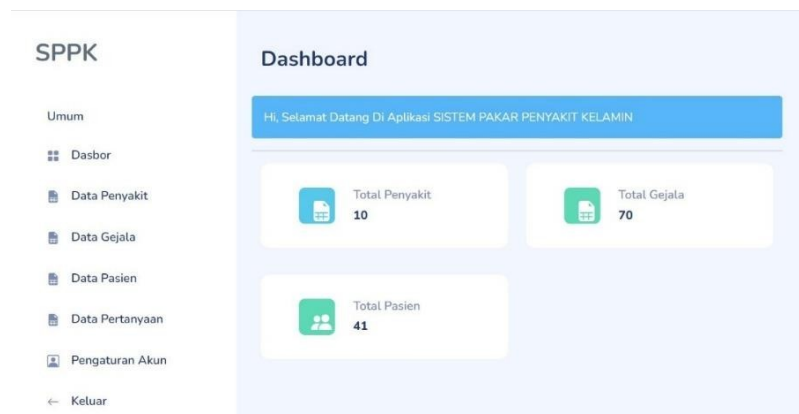 SPPK
Umum
Dasbor
Data Penyakit
Data Gejala
Data Pasien
Data Pertanyaan
Pengaturan Akun
Keluar
Dashboard
Hi, Selamat Datang Di Aplikasi SISTEM PAKAR PENYAKIT KELAMIN
Total Penyakit
10
Total Gejala
70
Total Pasien
41